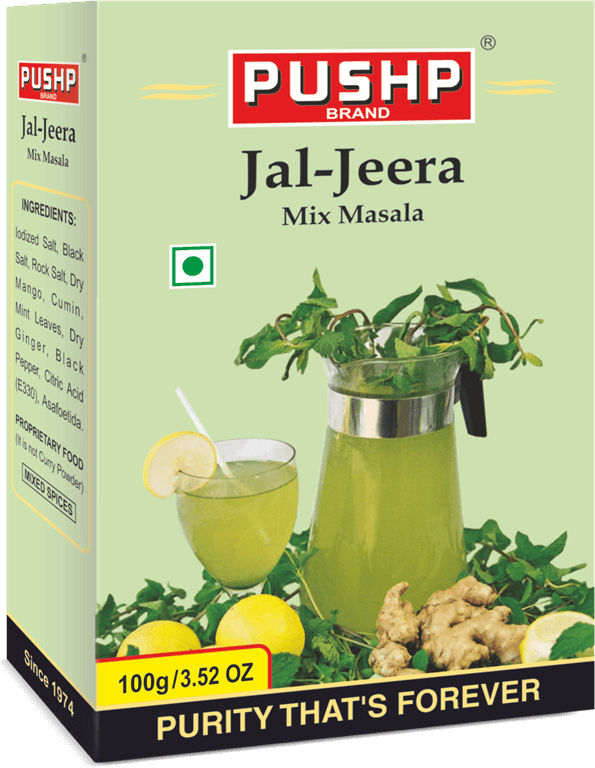 PUSHP
BRAND
®
Jal-Jeera
Mix Masala
INGREDIENTS:
Iodized Salt, Black
Salt, Rock Salt, Dry
Mango, Cumin,
Mint Leaves, Dry
Ginger, Black
Pepper, Citric Acid
(E330), Asafoetida.
PROPRIETARY FOOD
(It is not Curry Powder)
MIXED SPICES
Since 1974
PUSHP
BRAND
®
Jal-Jeera
Mix Masala
100g/3.52 OZ
PURITY THAT'S FOREVER